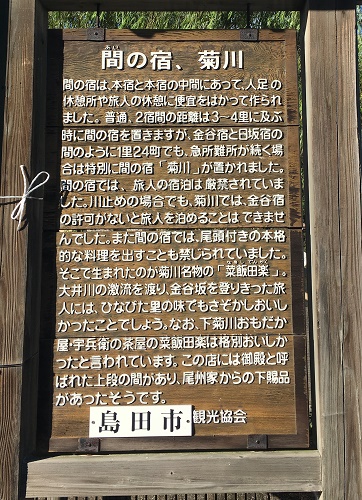 間の宿、菊川
あい
間の宿は、本宿と本宿の中間にあって、人足の
休憩所や旅人の休憩に便宜をはかって作られ
ました。普通、2宿間の距離は3〜4里に及ぶ
時に間の宿を置きますが、金谷宿と日坂宿の
間のように1里24町でも、急所難所が続く場
合は特別に間の宿「菊川」が置かれました。
間の宿では、旅人の宿泊は厳禁されていま
した。川止めの場合でも、菊川では、金谷宿
の許可がないと旅人を泊めることはできませ
んでした。また間の宿では、尾頭付きの本格
的な料理を出すことも禁じられていました。
そこで生まれたのが菊川名物の「菜飯田楽」。
なめしでんがく
大井川の激流を渡り、金谷坂を登りきった旅
人には、ひなびた里の味でもさぞかしおいし
かったことでしょう。なお、下菊川おもだか
屋・宇兵衛の茶屋の菜飯田楽は格別おいしか
ったと言われています。この店には御殿と呼
ばれた上段の間があり、尾州家からの下賜品
があったそうです。
島田市 観光協会